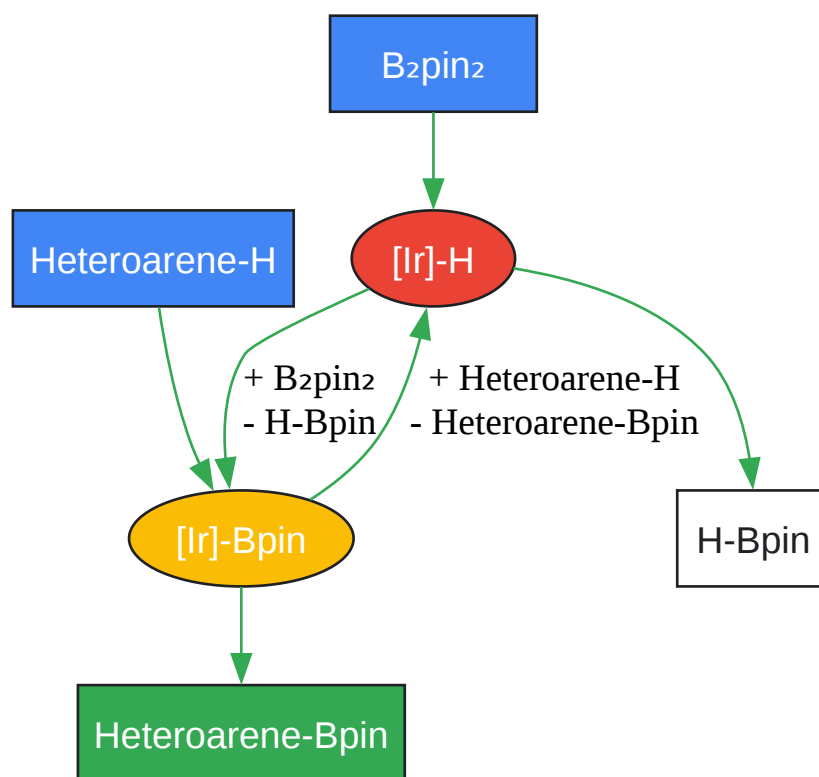 B₂pin₂
Heteroarene-H
[Ir]-H
+ B₂pin₂
- H-Bpin
+ Heteroarene-H
- Heteroarene-Bpin
[Ir]-Bpin
H-Bpin
Heteroarene-Bpin